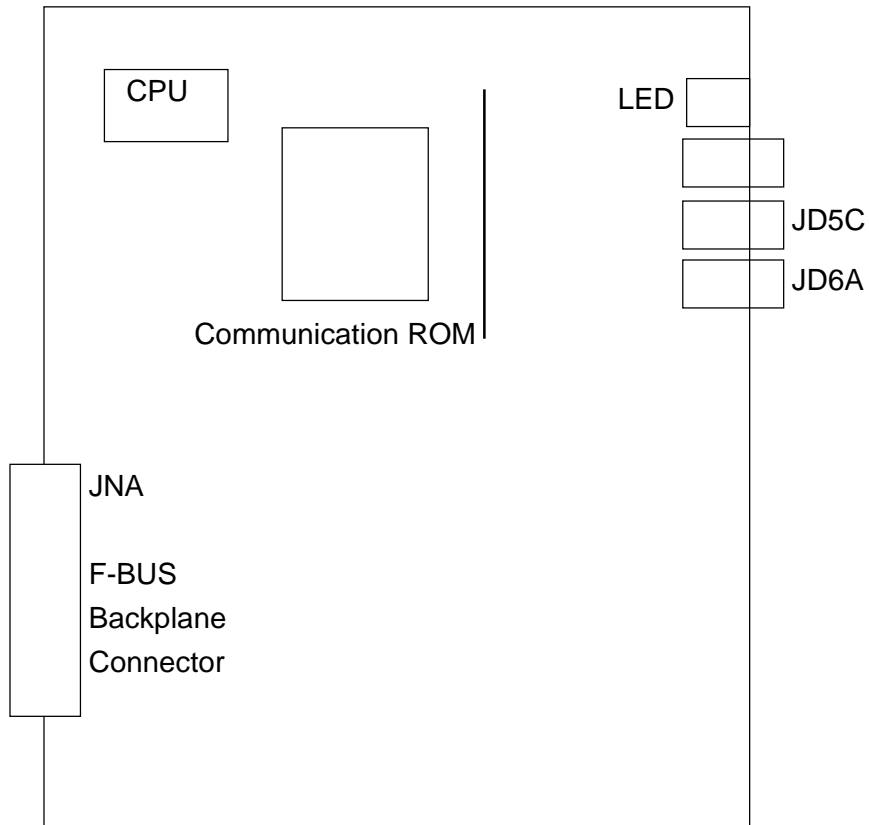 CPU
LED
JD5C
JD6A
Communication ROM
JNA
F-BUS
Backplane
Connector